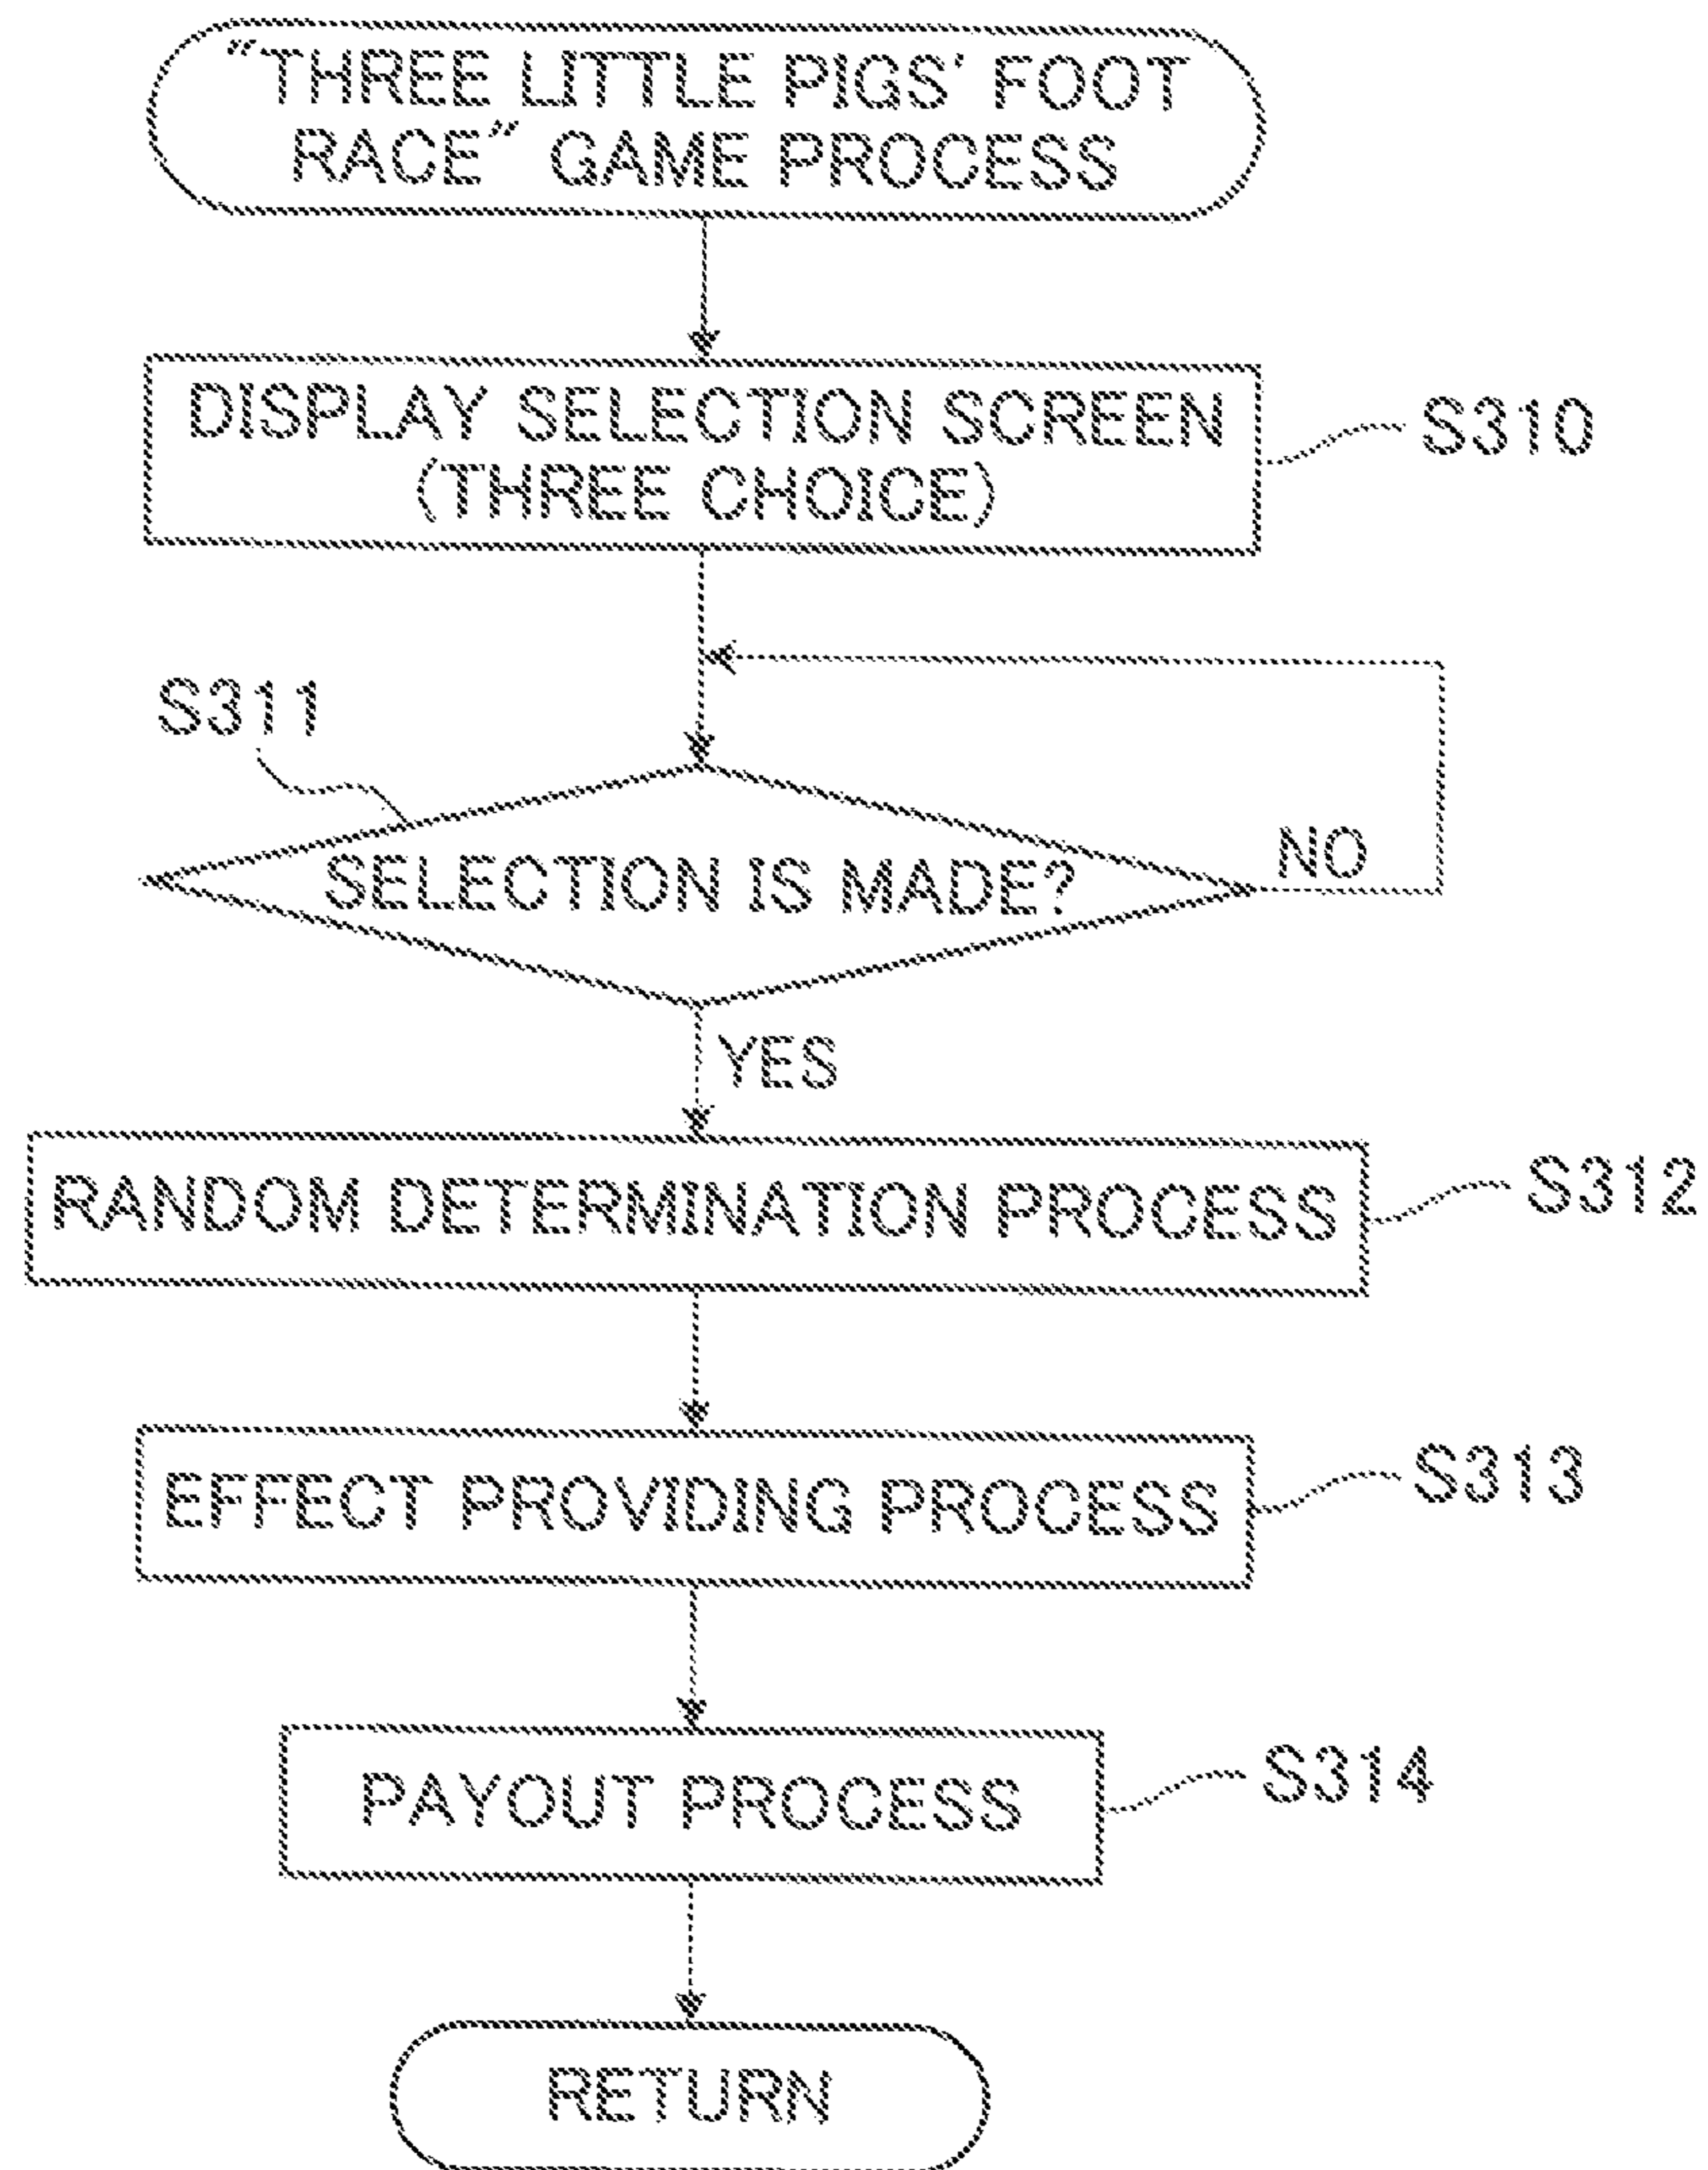 “THREE LITTLE PIGS’ FOOT
RACE” GAME PROCESS
DISPLAY SELECTION SCREEN
(THREE CHOICE)
S310
S311
SELECTION IS MADE?
NO
YES
RANDOM DETERMINATION PROCESS
S312
EFFECT PROVIDING PROCESS
S313
PAYOUT PROCESS
S314
RETURN